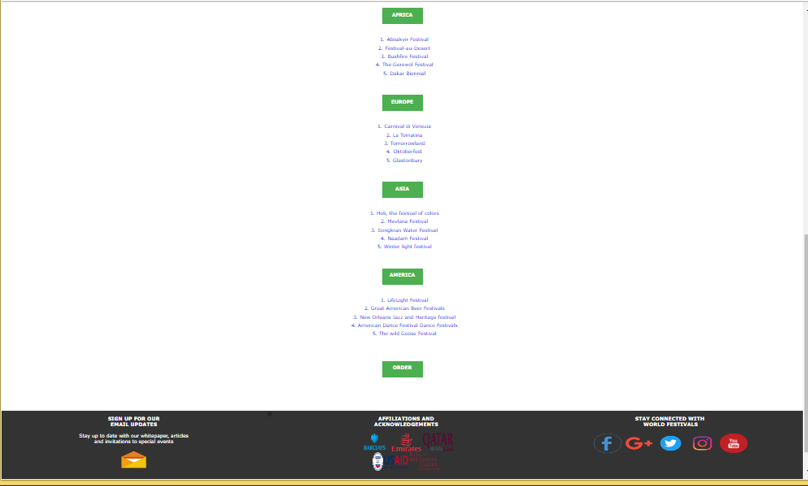 AFRICA
1. Abaakyir Festival
2. Festival-au-Desert
3. Bushfire Festival
4. The Gerewol Festival
5. Dakar Biennial
EUROPE
1. Carnival di Venezia
2. La Tomatina
3. Tomorrowland
4. Oktoberfest
5. Glastonbury
ASIA
1. Holi, the festival of colors
2. Mevlana Festival
3. Songkran Water Festival
4. Naadam Festival
5. Winter light festival
AMERICA
1. LifeLight Festival
2. Great American Beer Festivals
3. New Orleans Jazz and Heritage festival
4. American Dance Festival Dance Festivals
5. The wild Goose Festival
ORDER
SIGN UP FOR OUR
EMAIL UPDATES
Stay up to date with our whitepaper, articles
and invitations to special events
AFFILIATIONS AND
ACKNOWLEDGEMENTS
BARCLAYS
Emirates
QATAR
USAID
STAY CONNECTED WITH
WORLD FESTIVALS
f
G+
You
Tube